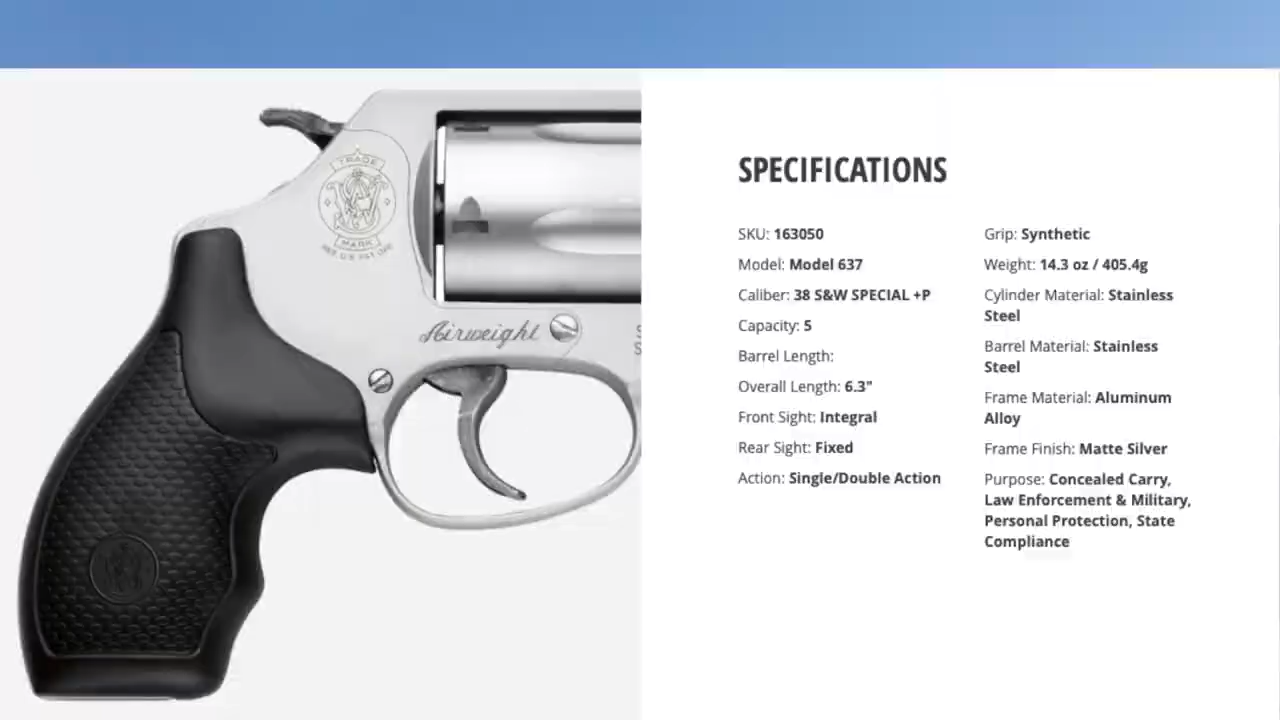 TRADE
MARK
Airweight
SPECIFICATIONS
SKU: 163050
Model: Model 637
Caliber: 38 S&W SPECIAL +P
Capacity: 5
Barrel Length:
Overall Length: 6.3"
Front Sight: Integral
Rear Sight: Fixed
Action: Single/Double Action
Grip: Synthetic
Weight: 14.3 oz / 405.4g
Cylinder Material: Stainless
Steel
Barrel Material: Stainless
Steel
Frame Material: Aluminum
Alloy
Frame Finish: Matte Silver
Purpose: Concealed Carry,
Law Enforcement & Military,
Personal Protection, State
Compliance